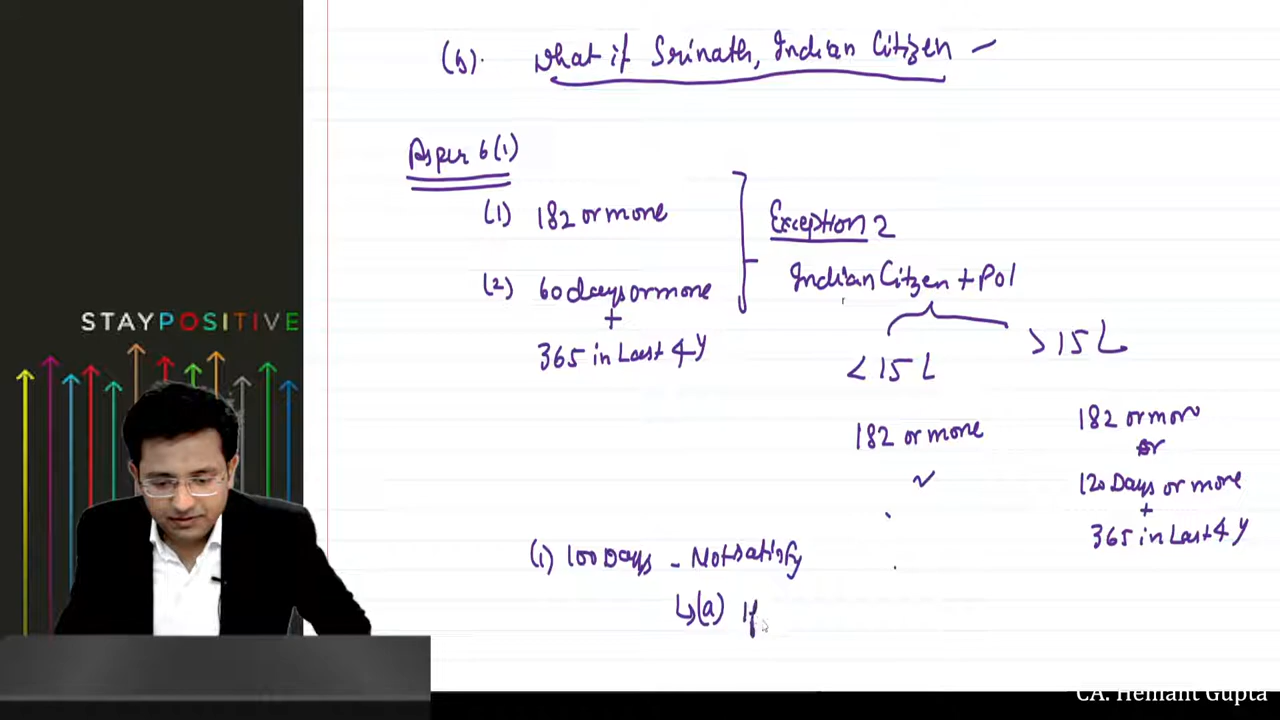 (b). What if Srinath, Indian Citizen –
As per 6(1)
(1) 182 or more
(2) 60 days or more
+
365 in Last 4 Y
Exception 2
Indian Citizen + POI
< 15 L
> 15 L
182 or more
182 or more
or
120 Days or more
+
365 in Last 4 Y
(i) 100 Days - Not satisfy
↳(a) If
STAYPOSITIVE
CA. Hemant Gupta